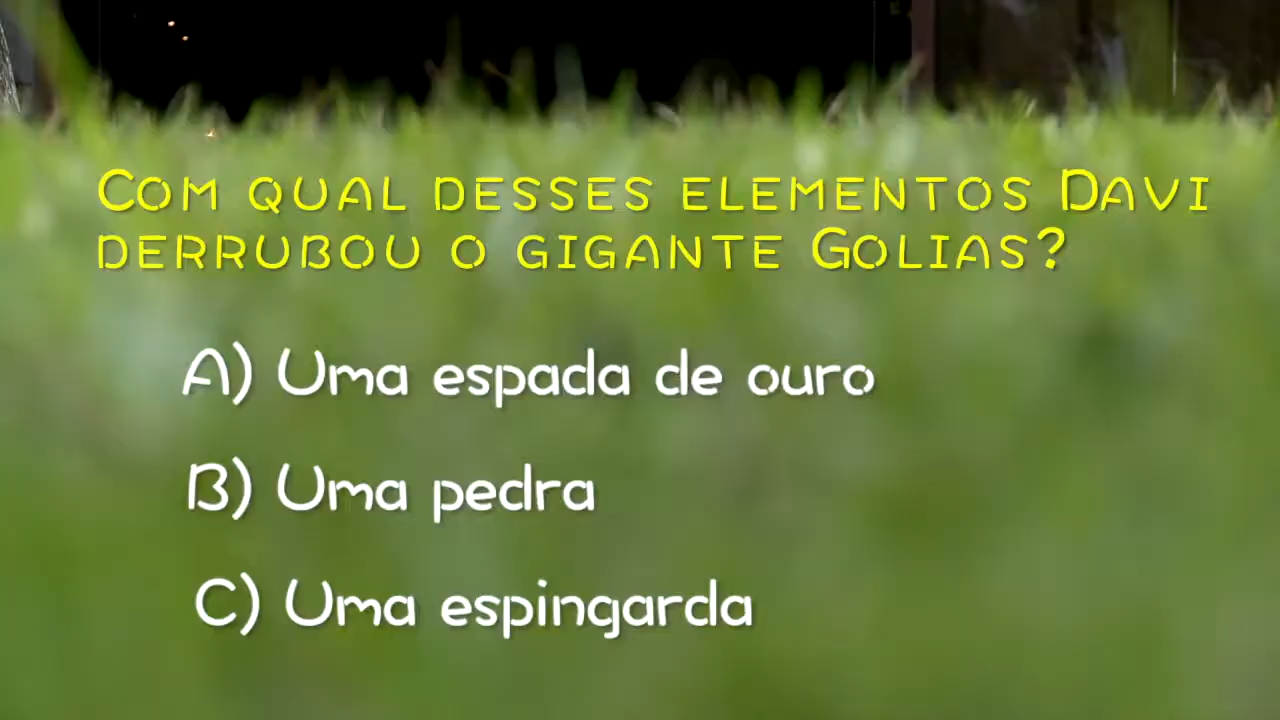 Com qual desses elementos Davi
derrubou o gigante Golias?
A) Uma espada de ouro
B) Uma pedra
C) Uma espingarda